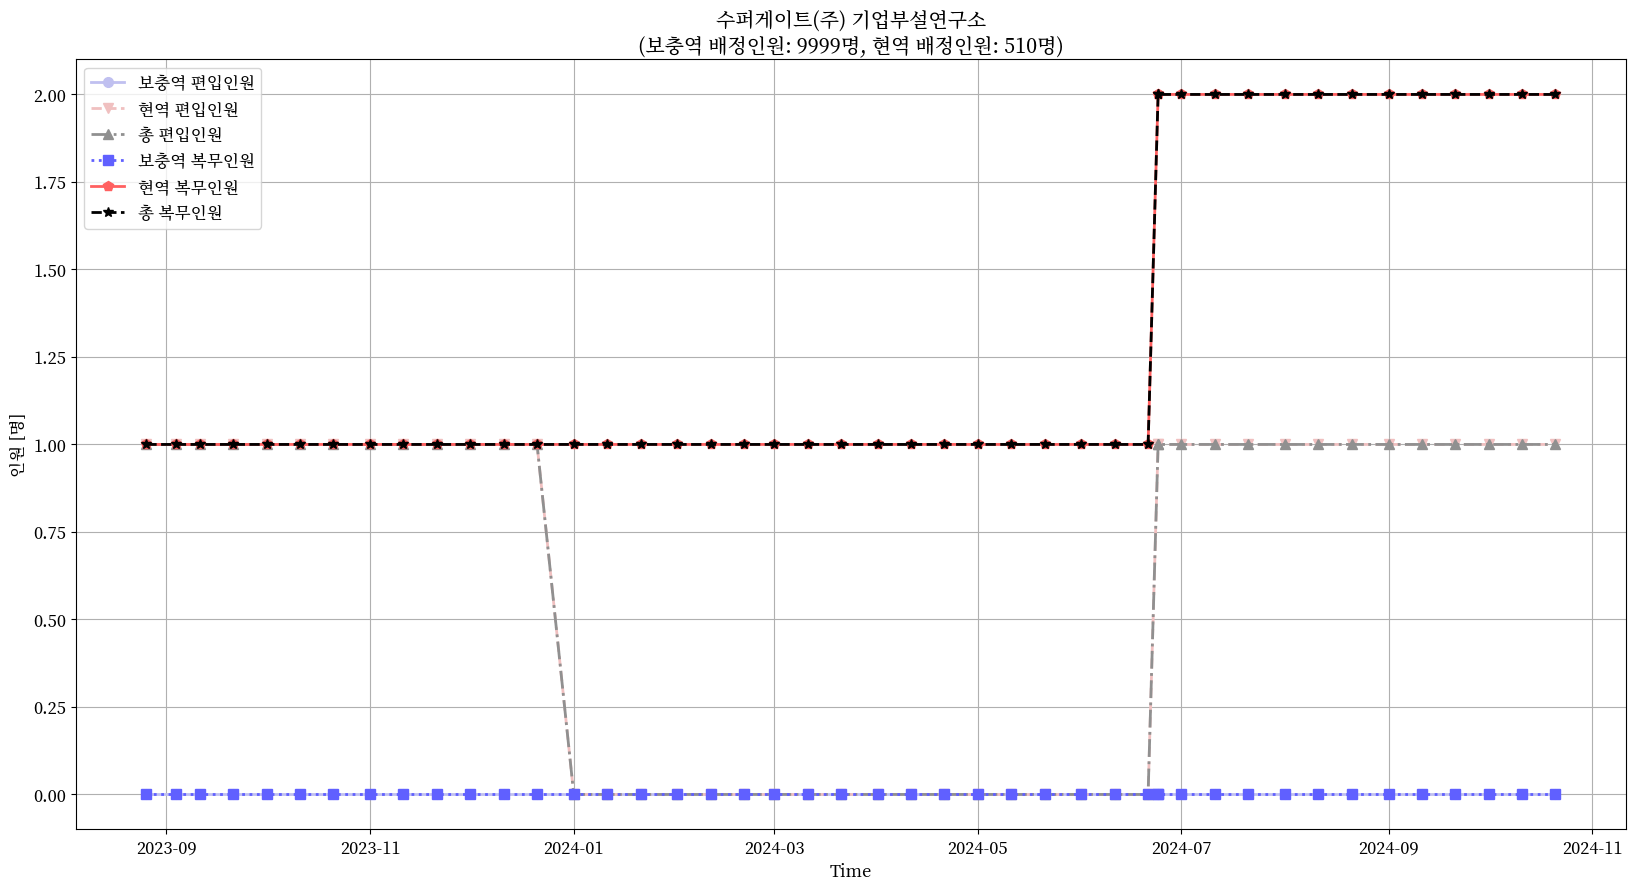 수퍼게이트(주) 기업부설연구소
(보충역 배정인원: 9999명, 현역 배정인원: 510명)
보충역 편입인원
현역 편입인원
총 편입인원
보충역 복무인원
현역 복무인원
총 복무인원
2.00
1.75
1.50
1.25
1.00
0.75
0.50
0.25
0.00
인원 [명]
2023-09
2023-11
2024-01
2024-03
2024-05
2024-07
2024-09
2024-11
Time